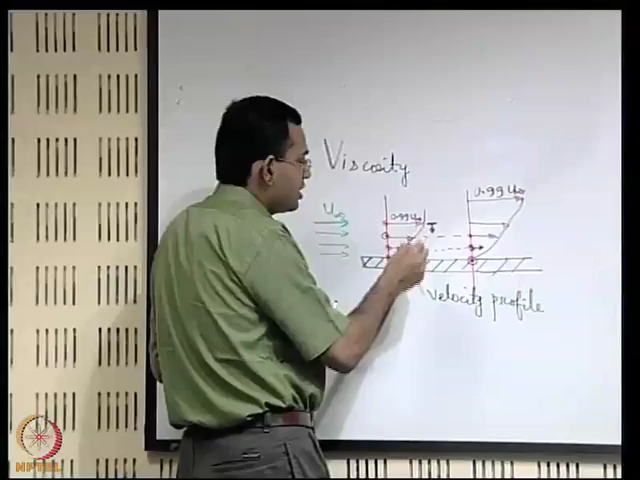 Viscosity
u∞
0.99u∞
0.99u∞
velocity profile
NPTEL